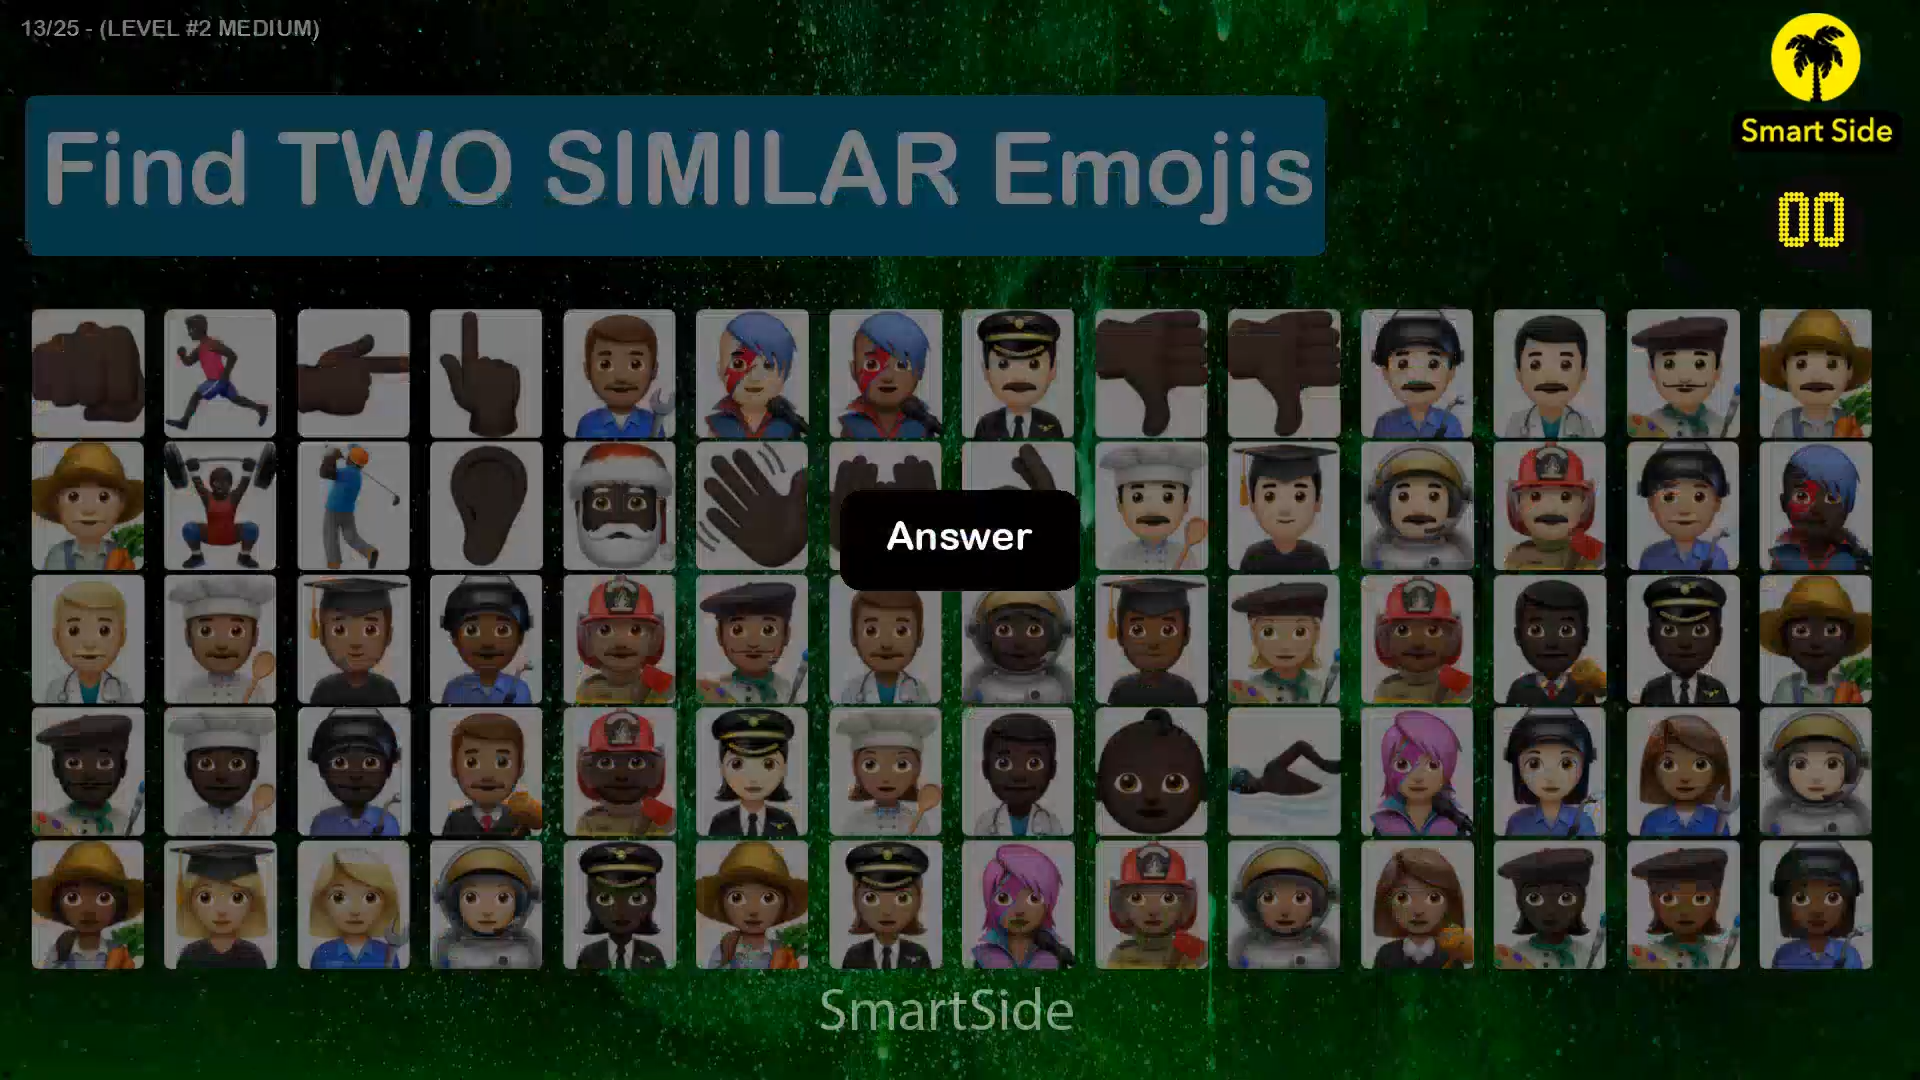 13/25 - (LEVEL #2 MEDIUM)
Find TWO SIMILAR Emojis
Smart Side
00
Answer
SmartSide